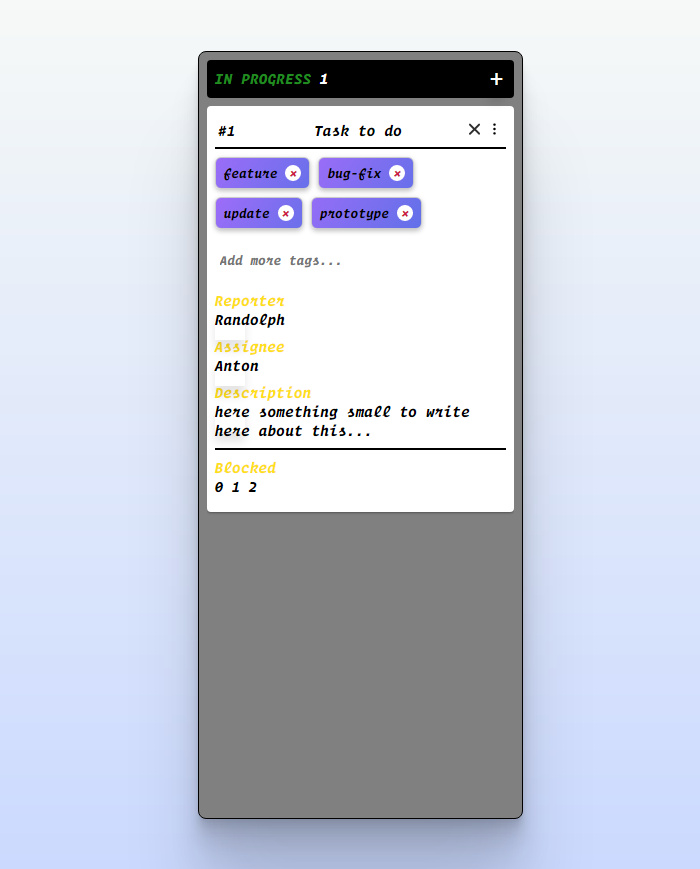 IN PROGRESS 1 +
#1 Task to do
feature × bug-fix ×
update × prototype ×
Add more tags...
Reporter
Randolph
Assignee
Anton
Description
here something small to write
here about this...
Blocked
0 1 2